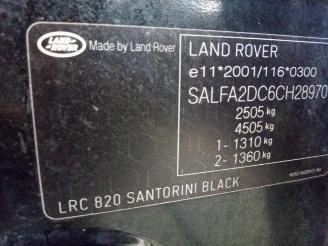 LAND ROVER
Made by Land Rover
LAND ROVER
e11*2001/116*0300
SALFA2DC6CH28970
2505 kg
4505 kg
1- 1310 kg
2- 1360 kg
LRC 820 SANTORINI BLACK